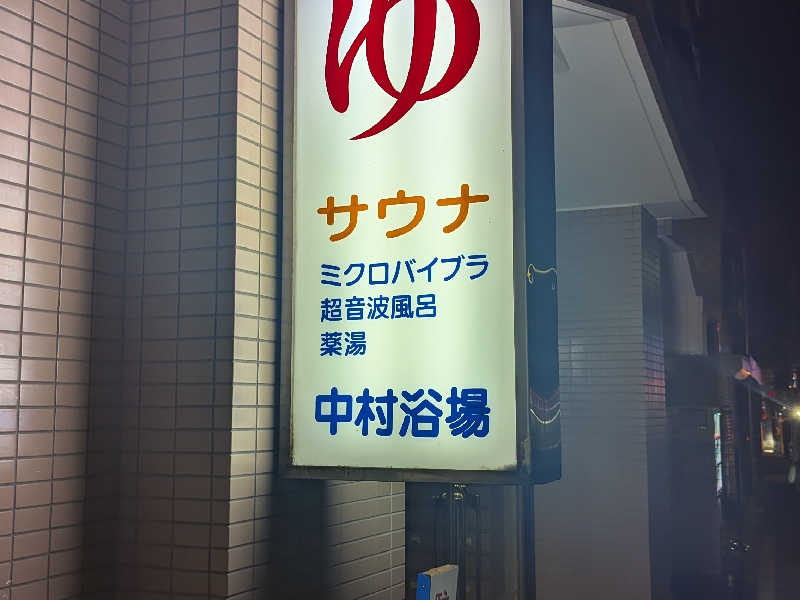 ゆ
サウナ
ミクロバイブラ
超音波風呂
薬湯
中村浴場